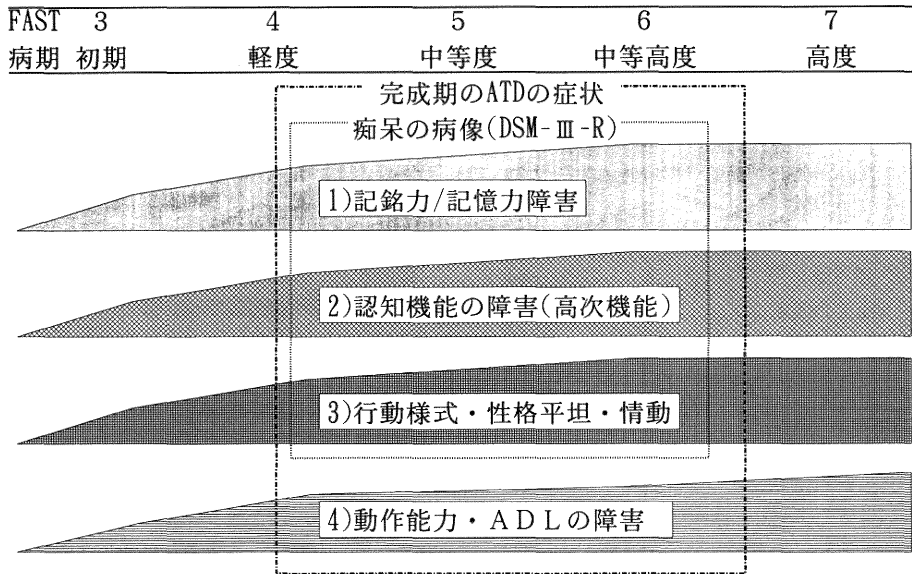 FAST 3 4 5 6 7
病期 初期 軽度 中等度 中等高度 高度
完成期のATDの症状
痴呆の病像(DSM-Ⅲ-R)
1)記銘力/記憶力障害
2)認知機能の障害(高次機能)
3)行動様式・性格平坦・情動
4)動作能力・ADLの障害